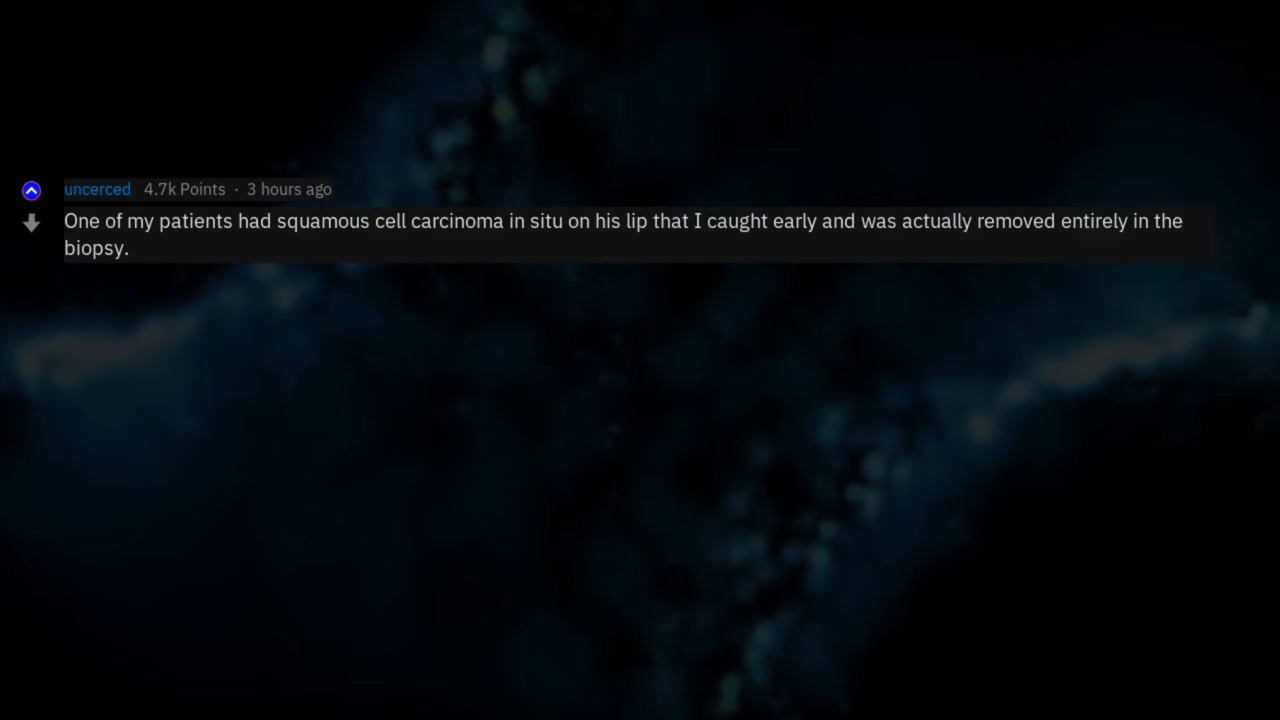 uncerced 4.7k Points · 3 hours ago
One of my patients had squamous cell carcinoma in situ on his lip that I caught early and was actually removed entirely in the
biopsy.